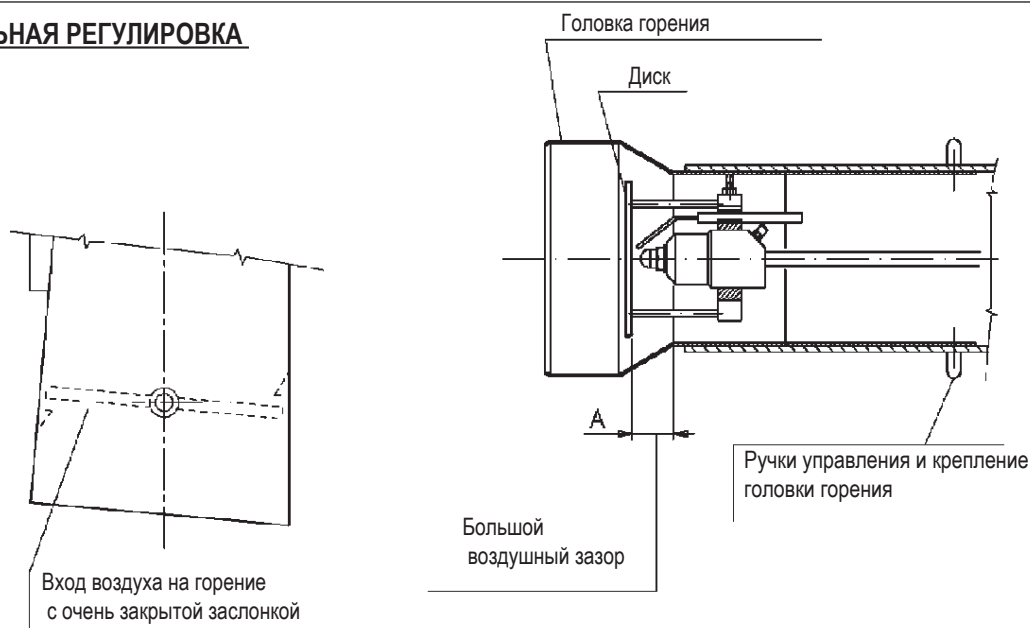 ЬНАЯ РЕГУЛИРОВКА
Головка горения
Диск
A
Ручки управления и крепление
головки горения
Большой
воздушный зазор
Вход воздуха на горение
с очень закрытой заслонкой